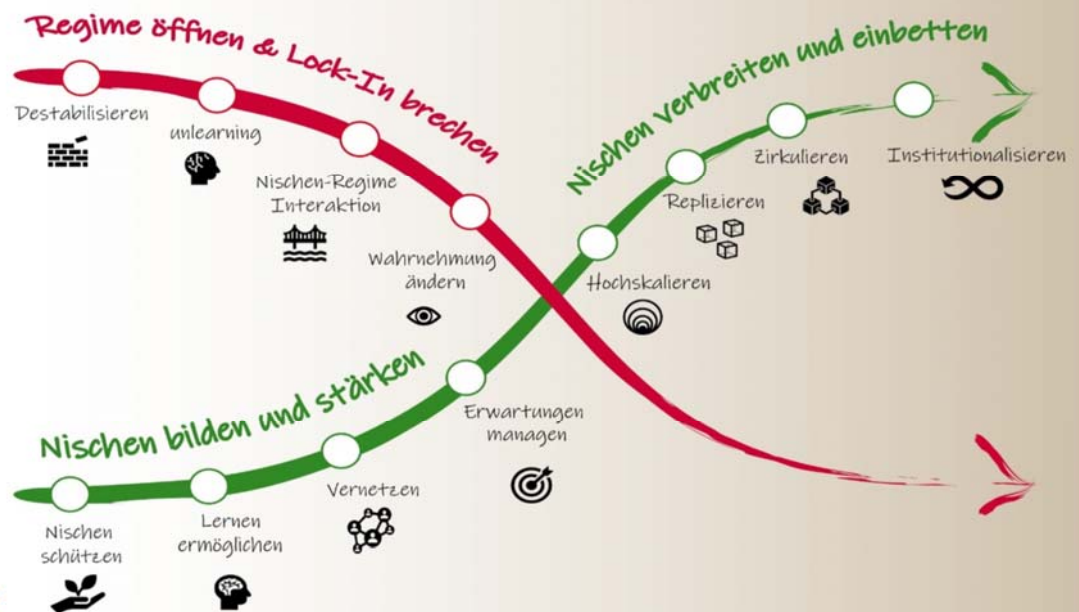 Regime öffnen & Lock-In brechen
Destabilisieren
unlearning
Nischen-Regime
Interaktion
Wahrnehmung
ändern
Nischen bilden und stärken
Nischen
schützen
Lernen
ermöglichen
Vernetzen
Erwartungen
managen
Nischen verbreiten und einbetten
Hochskalieren
Replizieren
Zirkulieren
Institutionalisieren